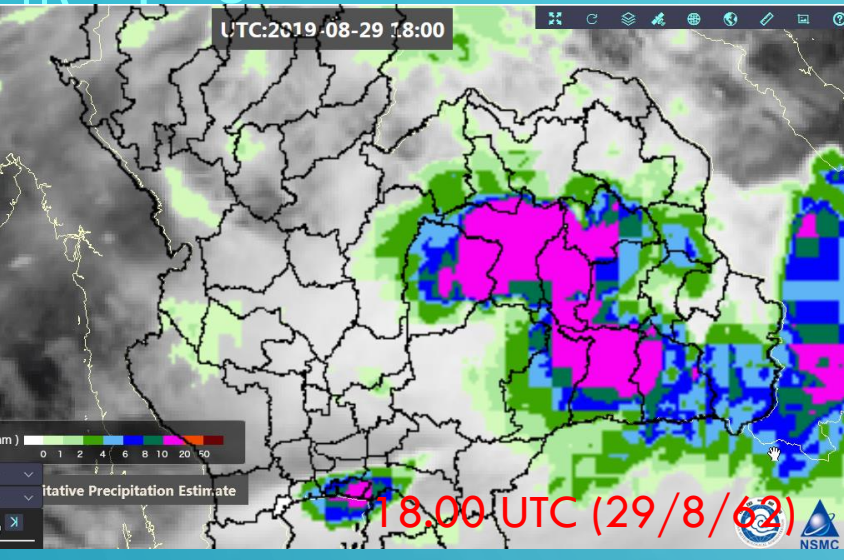 UTC:2019-08-29 18:00
m )
0 1 2 4 6 8 10 20 50
itative Precipitation Estimate
18.00 UTC (29/8/62)
NSMC